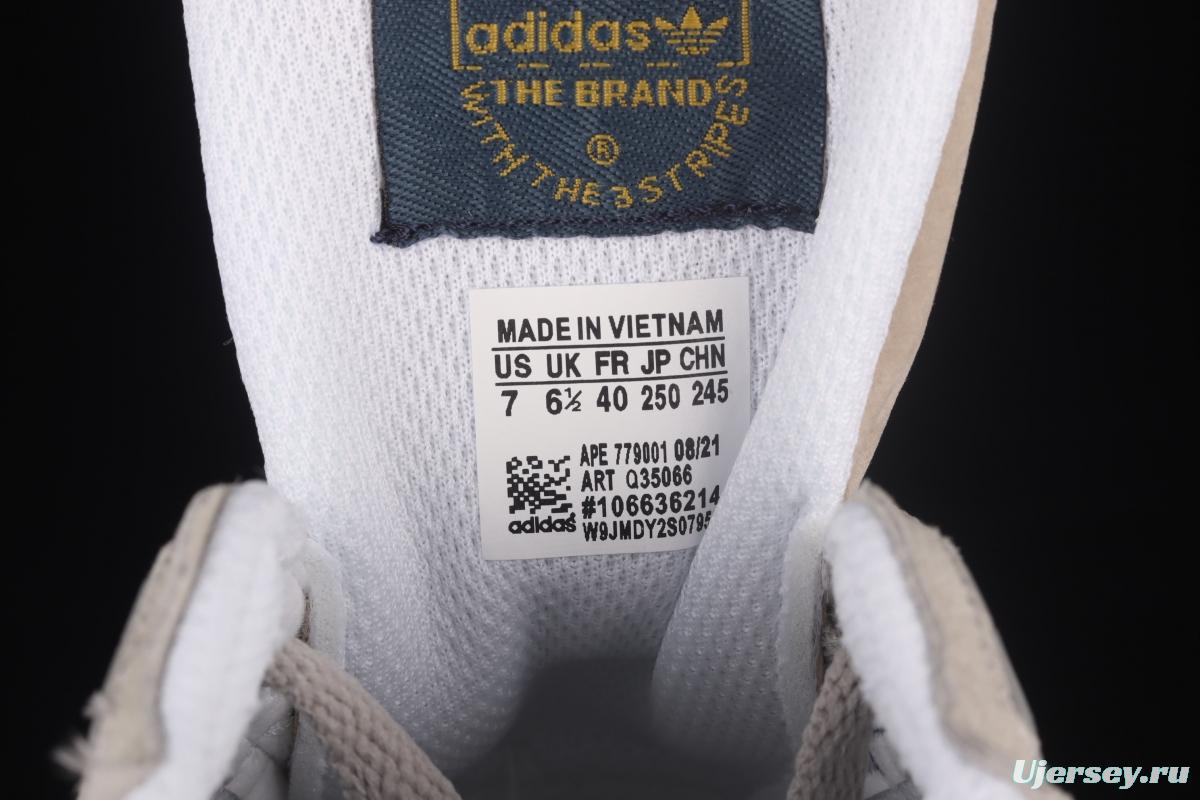 adidas
THE BRAND
WITH THE 3 STRIPES
®
MADE IN VIETNAM
US UK FR JP CHN
7 6½ 40 250 245
APE 779001 08/21
ART Q35066
#106636214
W9JMDY2S0795
adidas
Ujersey.ru